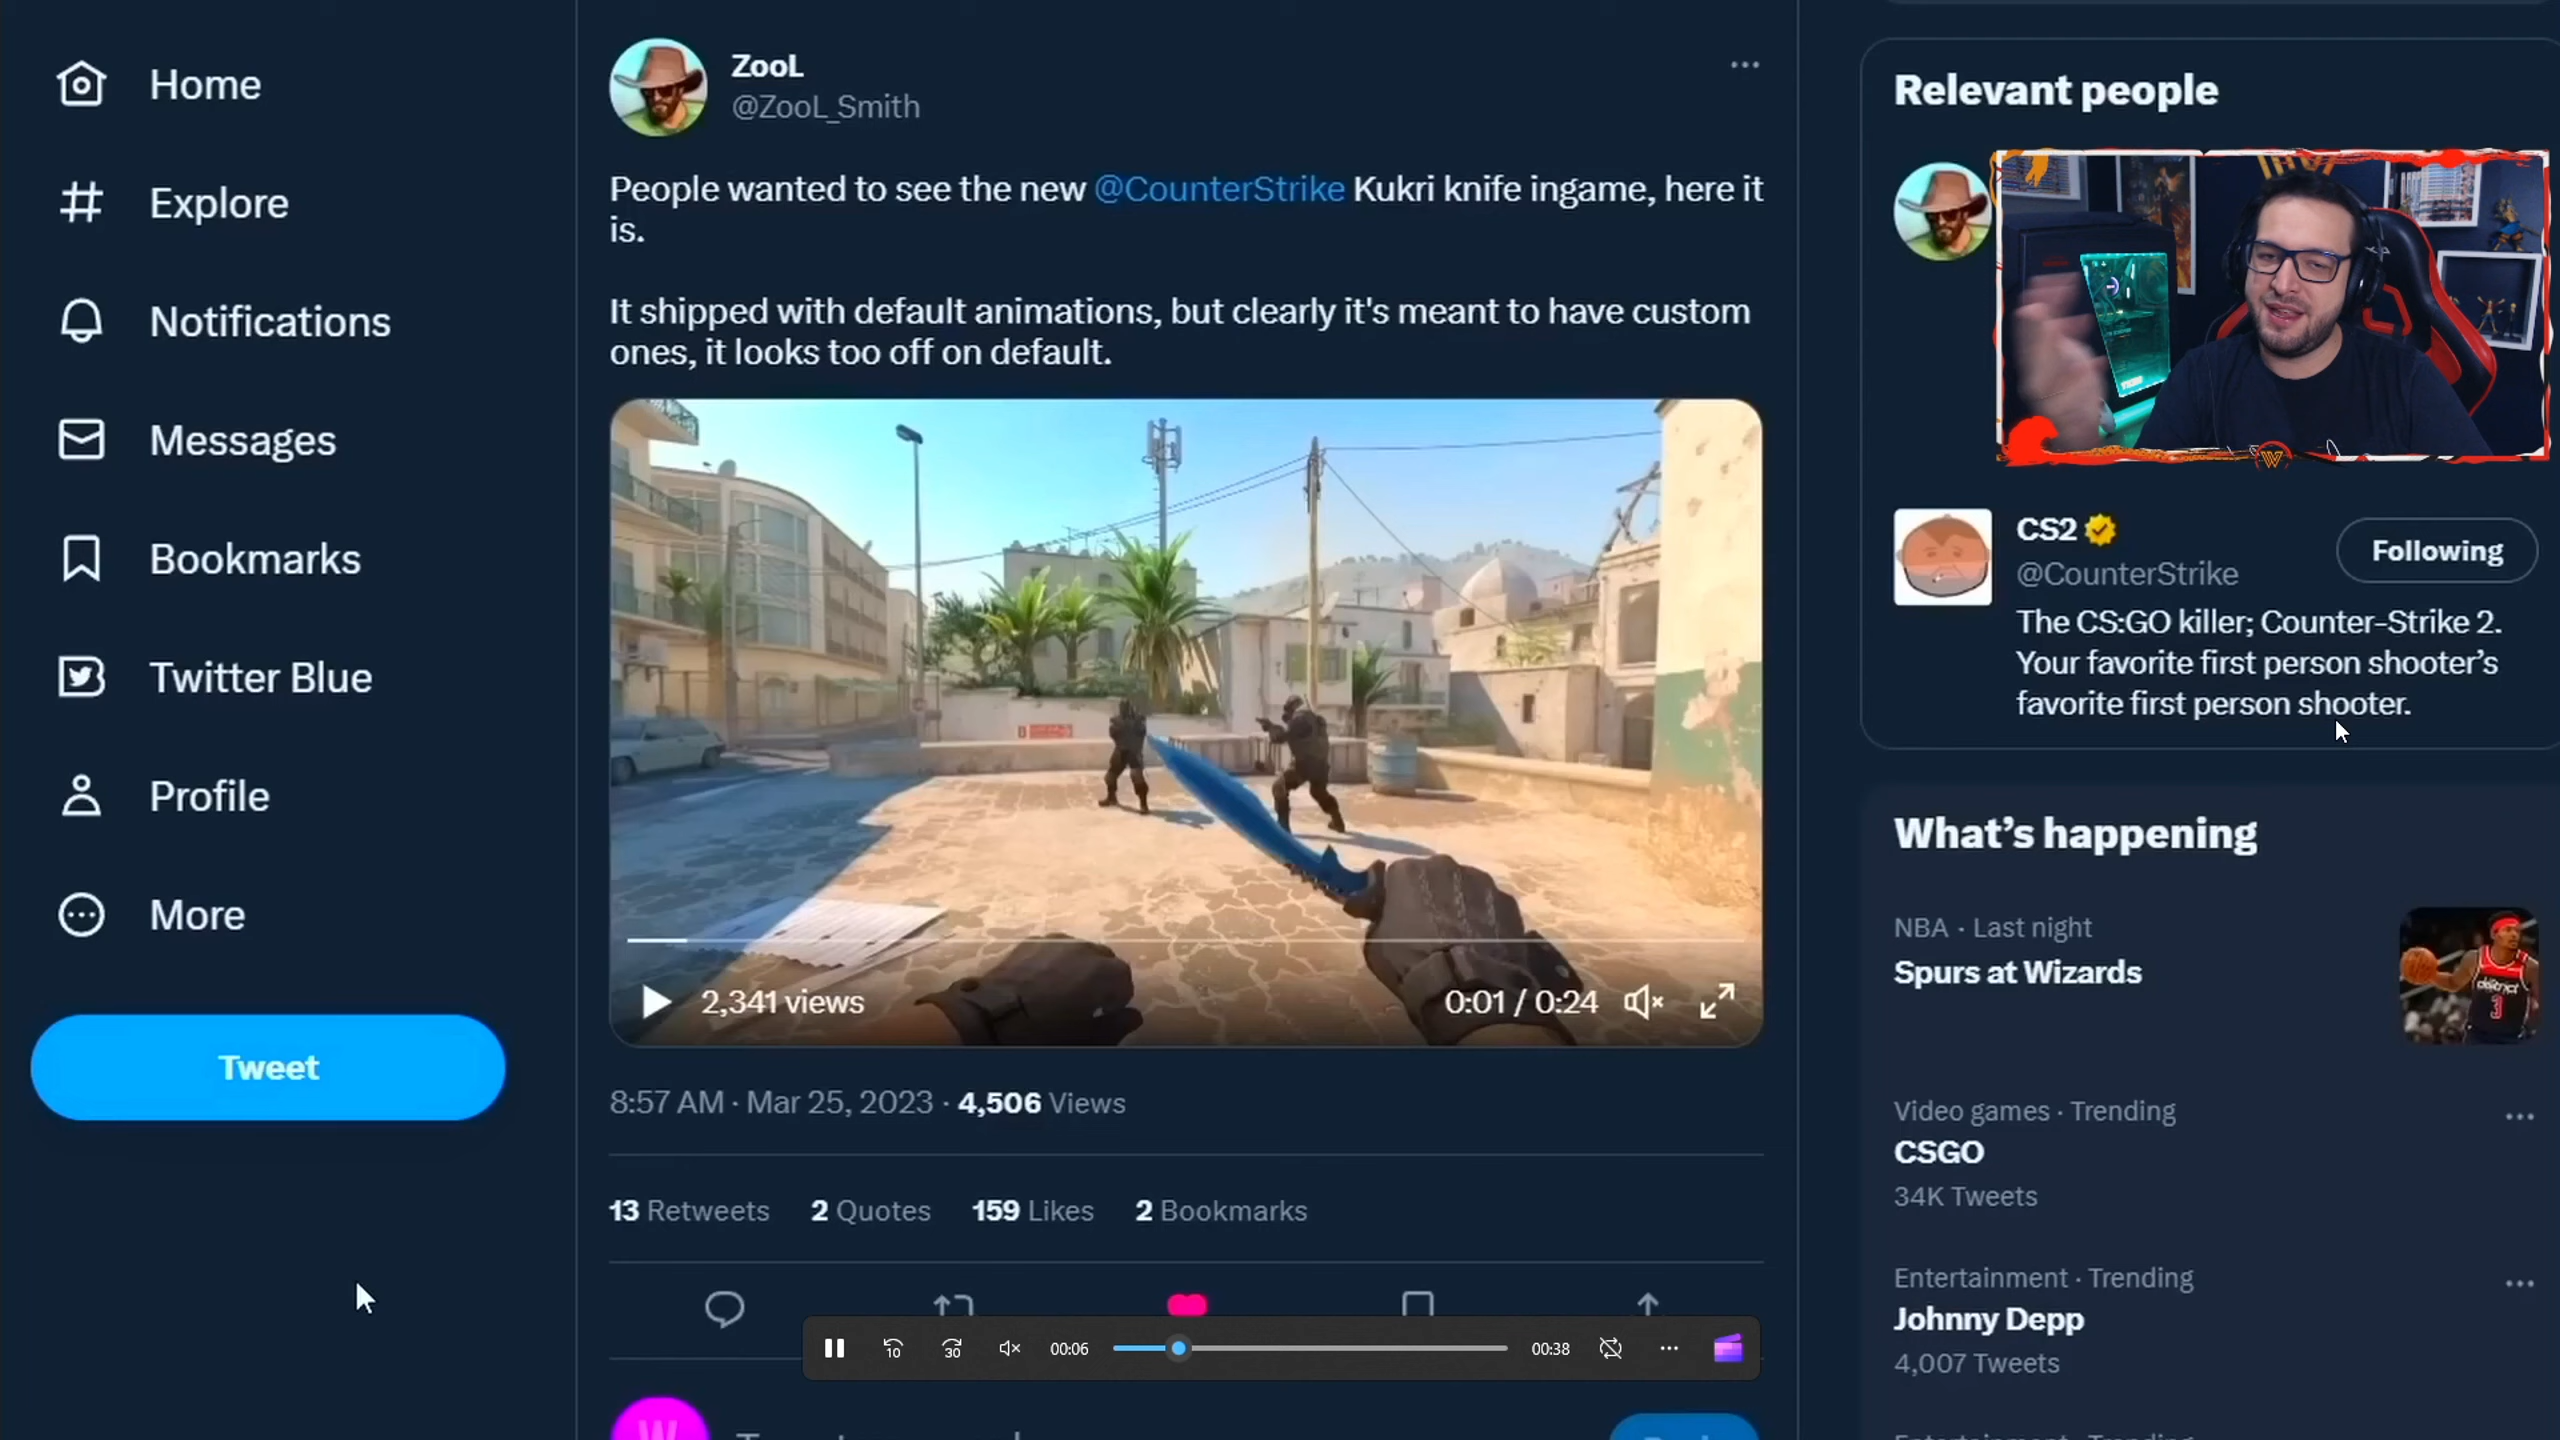 Home
Explore
Notifications
Messages
Bookmarks
Twitter Blue
Profile
More
Tweet
ZooL
@ZooL_Smith
People wanted to see the new @CounterStrike Kukri knife ingame, here it
is.
It shipped with default animations, but clearly it's meant to have custom
ones, it looks too off on default.
2,341 views
0:01 / 0:24
8:57 AM · Mar 25, 2023 · 4,506 Views
13 Retweets 2 Quotes 159 Likes 2 Bookmarks
10
30
00:06
00:38
Relevant people
CS2
@CounterStrike
Following
The CS:GO killer; Counter-Strike 2.
Your favorite first person shooter’s
favorite first person shooter.
What’s happening
NBA · Last night
Spurs at Wizards
Video games · Trending
CSGO
34K Tweets
Entertainment · Trending
Johnny Depp
4,007 Tweets